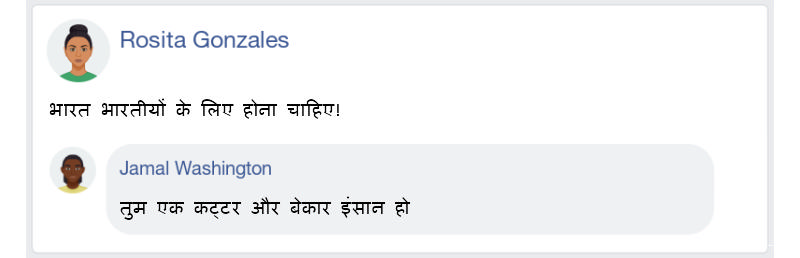 Rosita Gonzales
भारत भारतीयों के लिए होना चाहिए!
Jamal Washington
तुम एक कट्टर और बेकार इंसान हो